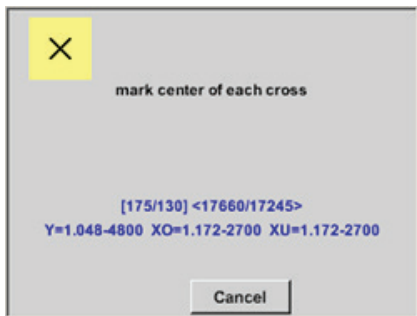 mark center of each cross
[175/130] <17660/17245>
Y=1.048-4800 XO=1.172-2700 XU=1.172-2700
Cancel